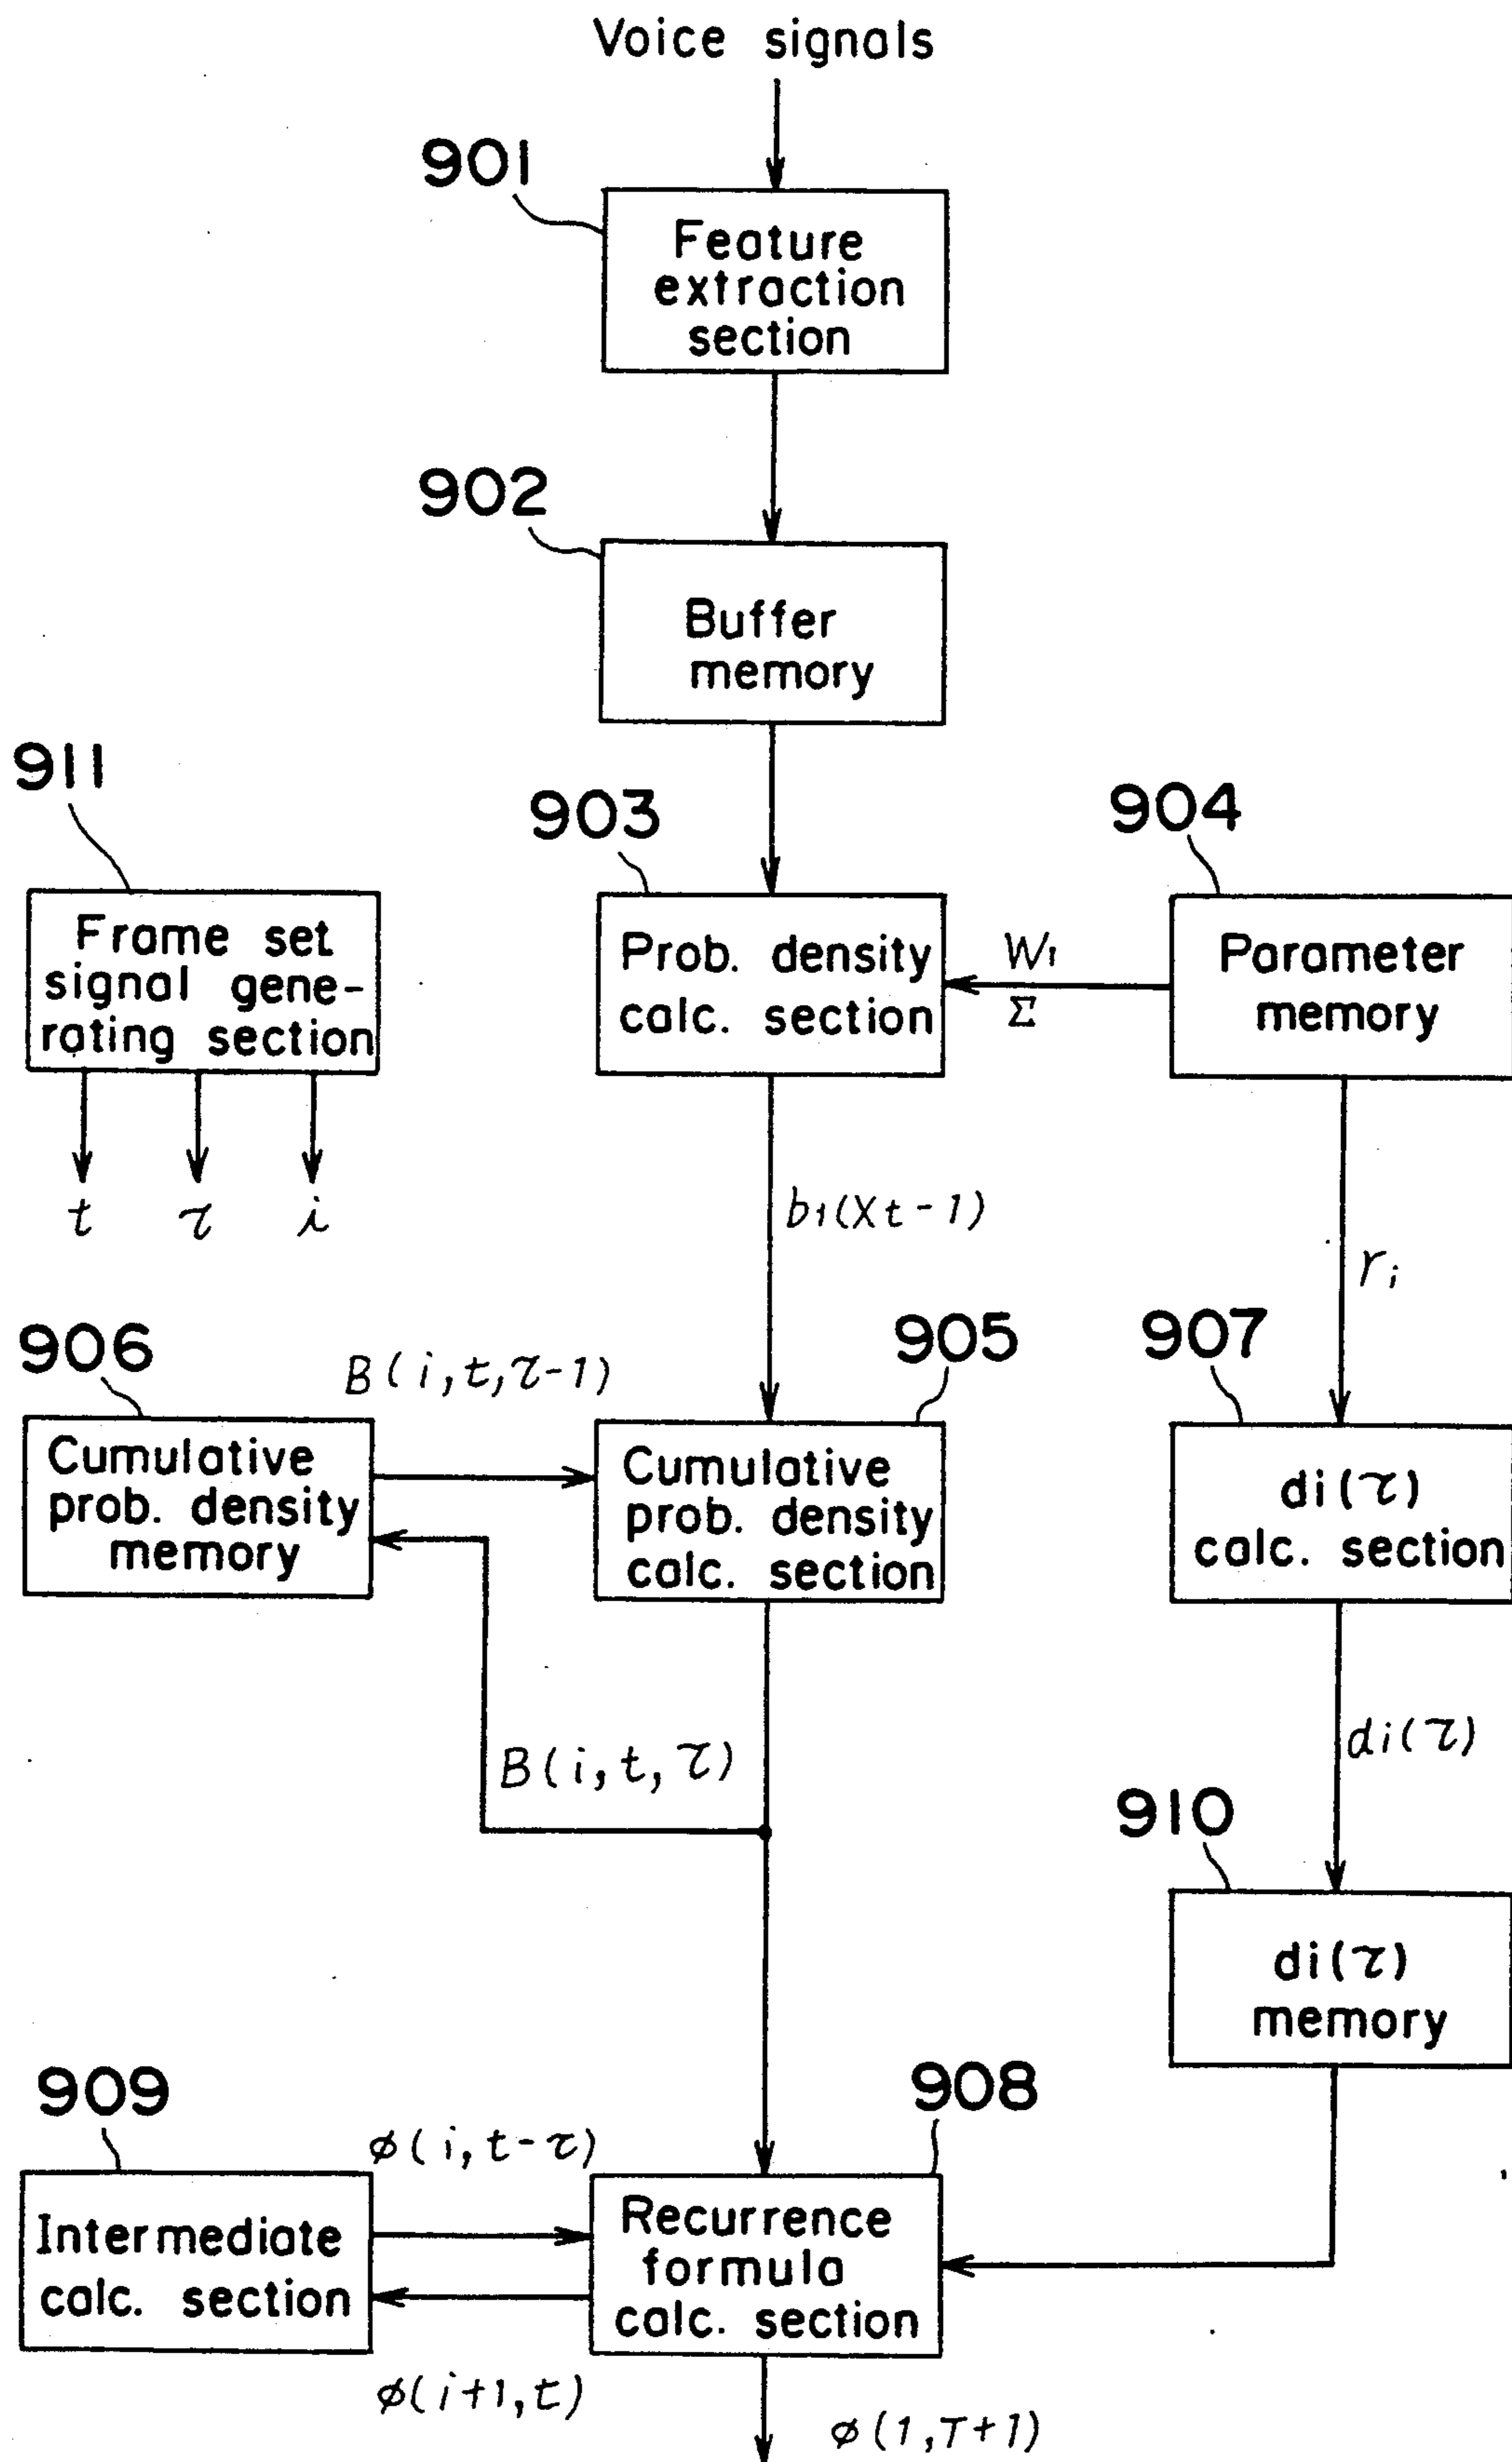 Voice signals
901
Feature
extraction
section
902
Buffer
memory
911
903
904
Frame set
signal gene-
rating section
Prob. density
calc. section
W₁
Σ
Parameter
memory
t τ i
b₁(Xt-1)
rᵢ
906
B(i,t,τ-1)
905
907
Cumulative
prob. density
memory
Cumulative
prob. density
calc. section
di(τ)
calc. section
B(i,t,τ)
di(τ)
910
di(τ)
memory
909
φ(i,t-τ)
908
Intermediate
calc. section
Recurrence
formula
calc. section
φ(i+1,t)
φ(1,T+1)